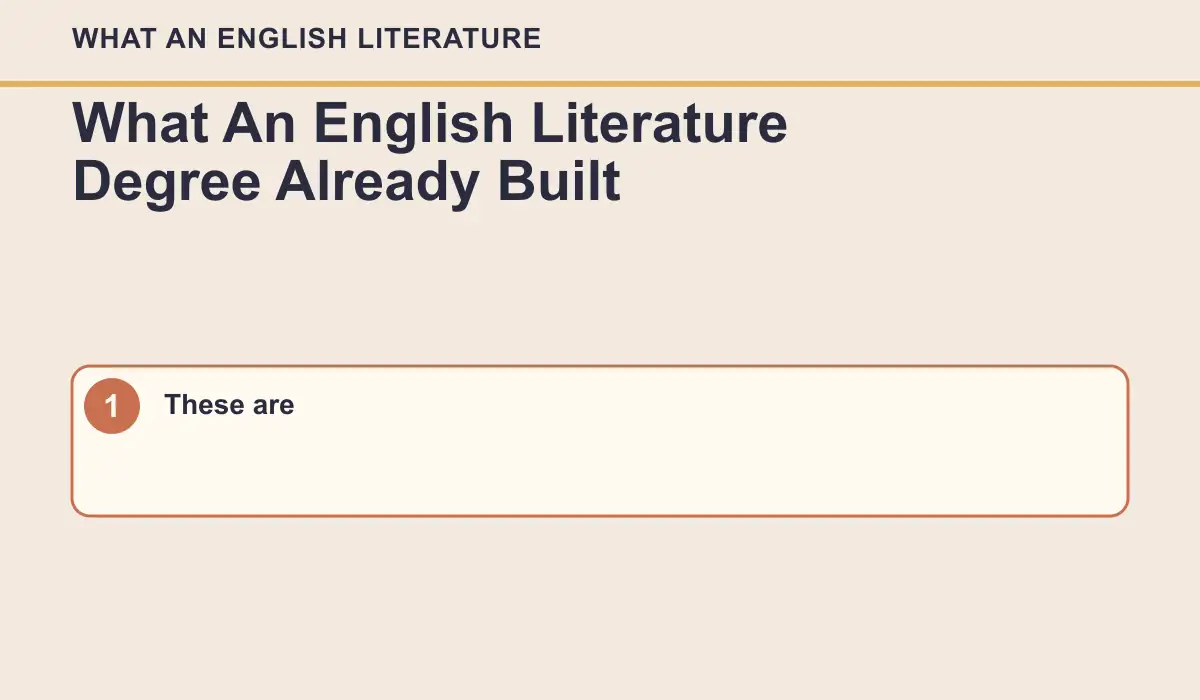 WHAT AN ENGLISH LITERATURE
What An English Literature
Degree Already Built
1 These are